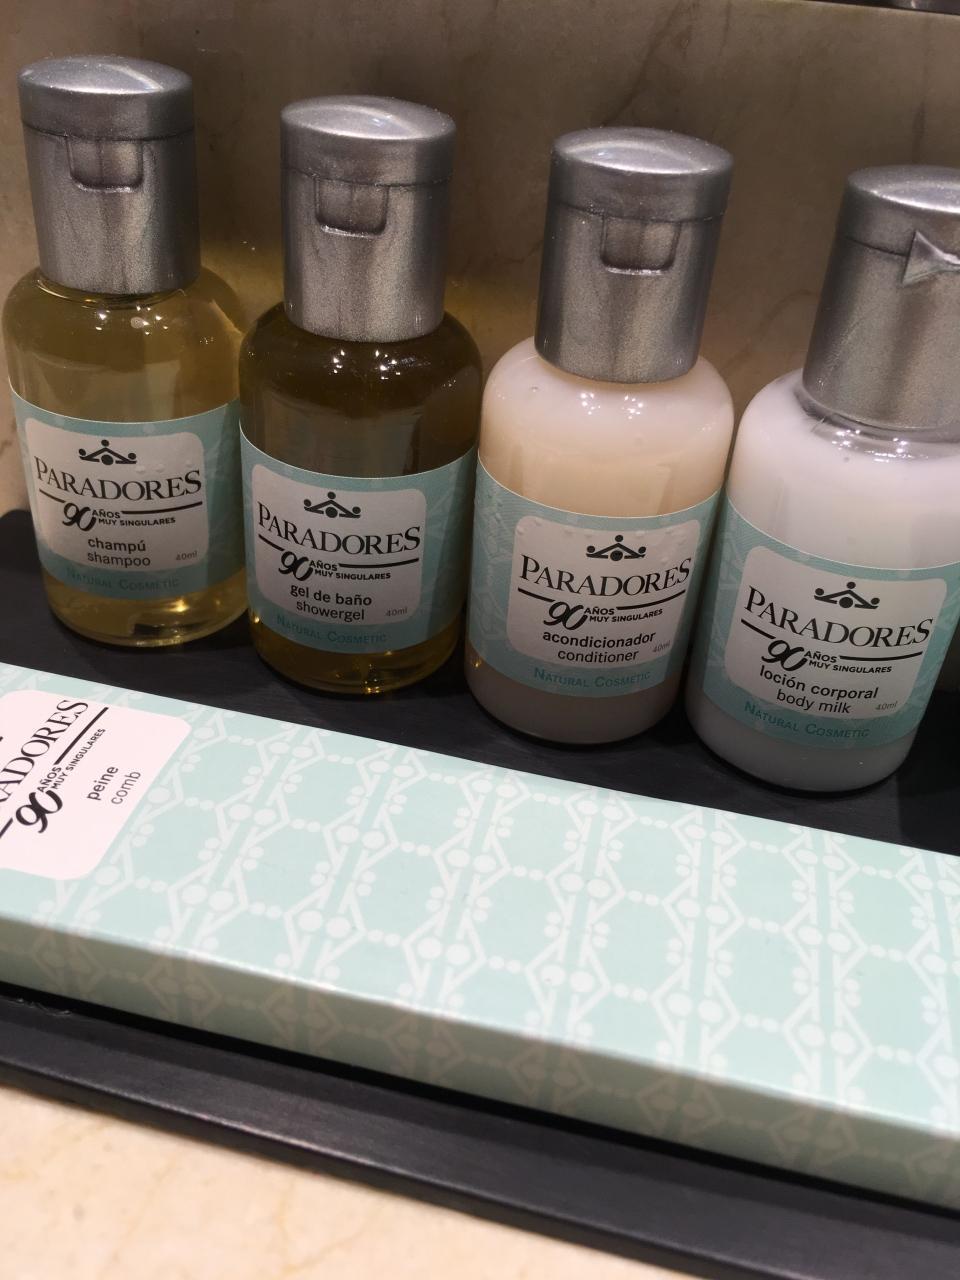 PARADORES
90 AÑOS
MUY SINGULARES
champú
shampoo
40ml
NATURAL COSMETIC
PARADORES
90 AÑOS
MUY SINGULARES
gel de baño
showergel
40ml
NATURAL COSMETIC
PARADORES
90 AÑOS
MUY SINGULARES
acondicionador
conditioner
40ml
NATURAL COSMETIC
PARADORES
90 AÑOS
MUY SINGULARES
loción corporal
body milk
40ml
NATURAL COSMETIC
RADORES
90 AÑOS
MUY SINGULARES
peine
comb